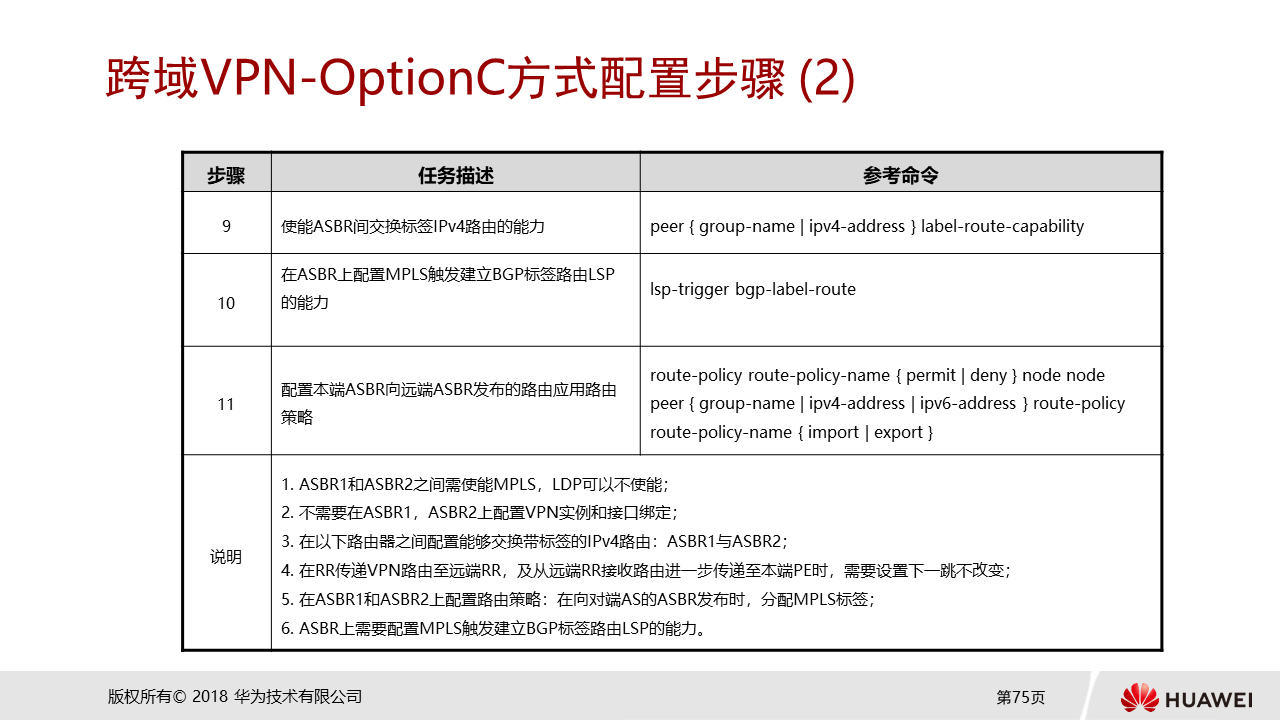 跨域VPN-OptionC方式配置步骤 (2)
步骤
任务描述
参考命令
9
使能ASBR间交换标签IPv4路由的能力
peer { group-name | ipv4-address } label-route-capability
10
在ASBR上配置MPLS触发建立BGP标签路由LSP
的能力
lsp-trigger bgp-label-route
11
配置本端ASBR向远端ASBR发布的路由应用路由
策略
route-policy route-policy-name { permit | deny } node node
peer { group-name | ipv4-address | ipv6-address } route-policy
route-policy-name { import | export }
说明
1. ASBR1和ASBR2之间需使能MPLS，LDP可以不使能；
2. 不需要在ASBR1，ASBR2上配置VPN实例和接口绑定；
3. 在以下路由器之间配置能够交换带标签的IPv4路由：ASBR1与ASBR2；
4. 在RR传递VPN路由至远端RR，及从远端RR接收路由进一步传递至本端PE时，需要设置下一跳不改变；
5. 在ASBR1和ASBR2上配置路由策略：在向对端AS的ASBR发布时，分配MPLS标签；
6. ASBR上需要配置MPLS触发建立BGP标签路由LSP的能力。
版权所有© 2018 华为技术有限公司
第75页
HUAWEI